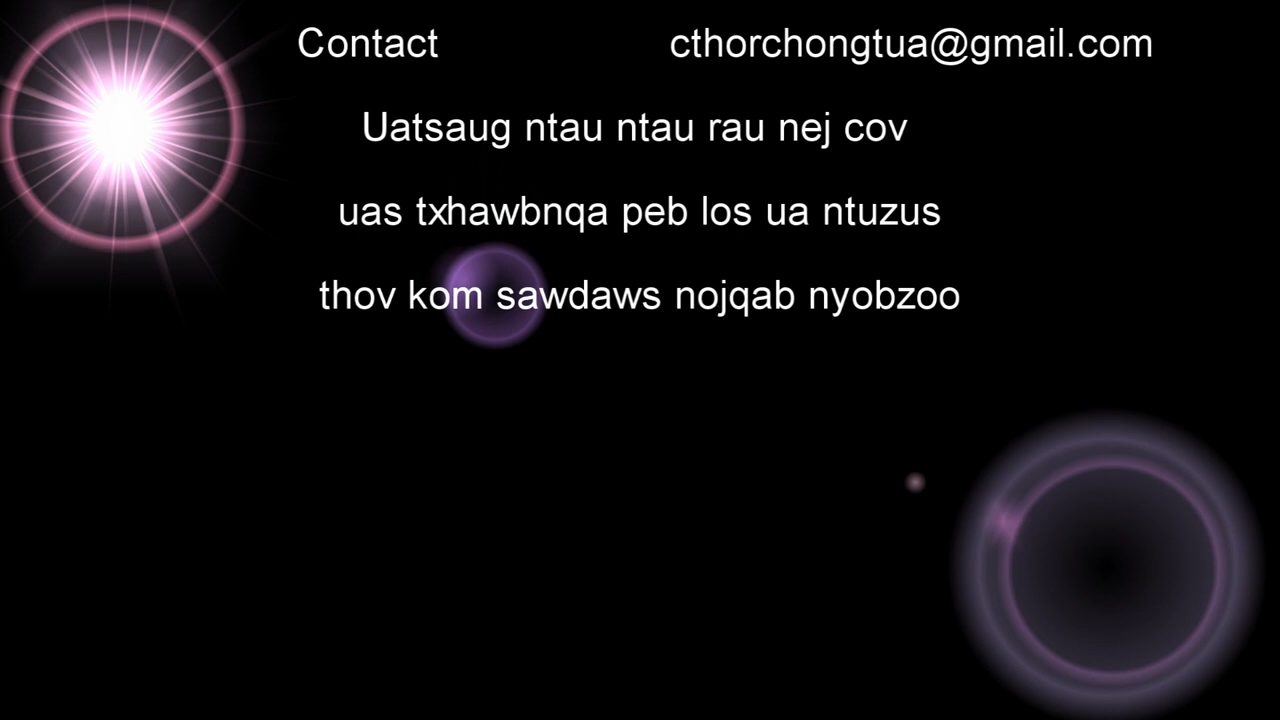 Contact cthorchongtua@gmail.com
Uatsaug ntau ntau rau nej cov
uas txhawbnqa peb los ua ntuzus
thov kom sawdaws nojqab nyobzoo